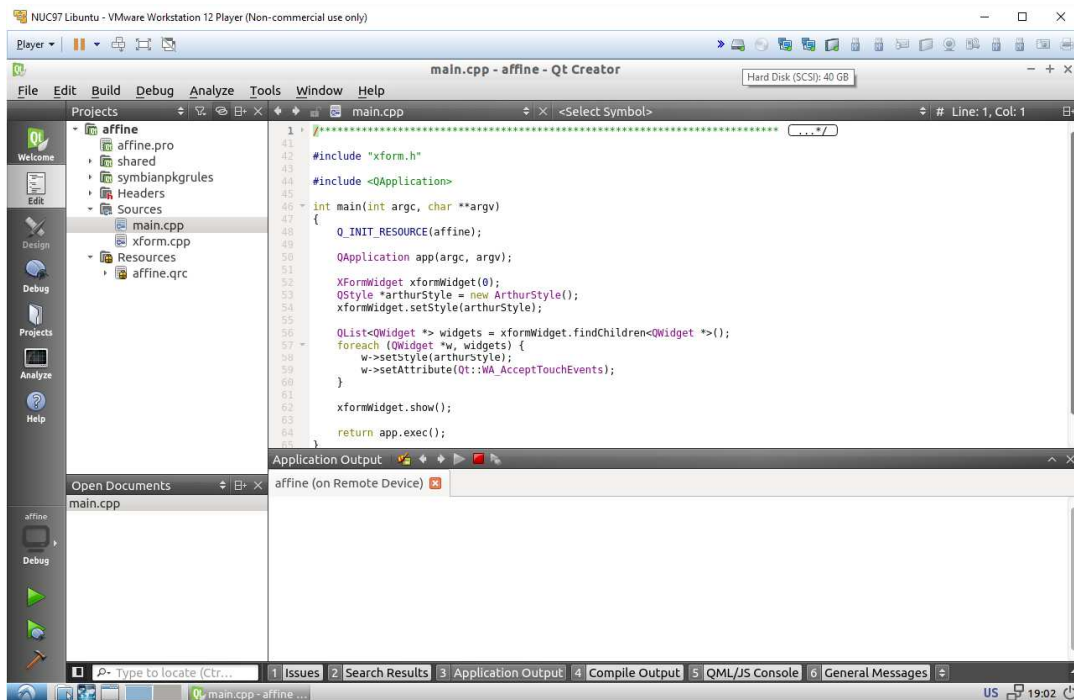 NUC97 Libuntu - VMware Workstation 12 Player (Non-commercial use only)
Player
main.cpp - affine - Qt Creator
Hard Disk (SCSI): 40 GB
File Edit Build Debug Analyze Tools Window Help
Projects main.cpp <Select Symbol> # Line: 1, Col: 1
Welcome
Edit
Design
Debug
Projects
Analyze
Help
affine
affine.pro
shared
symbianpkgrules
Headers
Sources
main.cpp
xform.cpp
Resources
affine.qrc
1 /**************************************************************************** ...*/
41
42 #include "xform.h"
43
44 #include <QApplication>
45
46 int main(int argc, char **argv)
47 {
48 Q_INIT_RESOURCE(affine);
49
50 QApplication app(argc, argv);
51
52 XFormWidget xformWidget(0);
53 QStyle *arthurStyle = new ArthurStyle();
54 xformWidget.setStyle(arthurStyle);
55
56 QList<QWidget *> widgets = xformWidget.findChildren<QWidget *>();
57 foreach (QWidget *w, widgets) {
58 w->setStyle(arthurStyle);
59 w->setAttribute(Qt::WA_AcceptTouchEvents);
60 }
61
62 xformWidget.show();
63
64 return app.exec();
65 }
Application Output
affine (on Remote Device)
Open Documents
main.cpp
affine
Debug
Type to locate (Ctr...
1 Issues 2 Search Results 3 Application Output 4 Compile Output 5 QML/JS Console 6 General Messages
main.cpp - affine ...
US 19:02